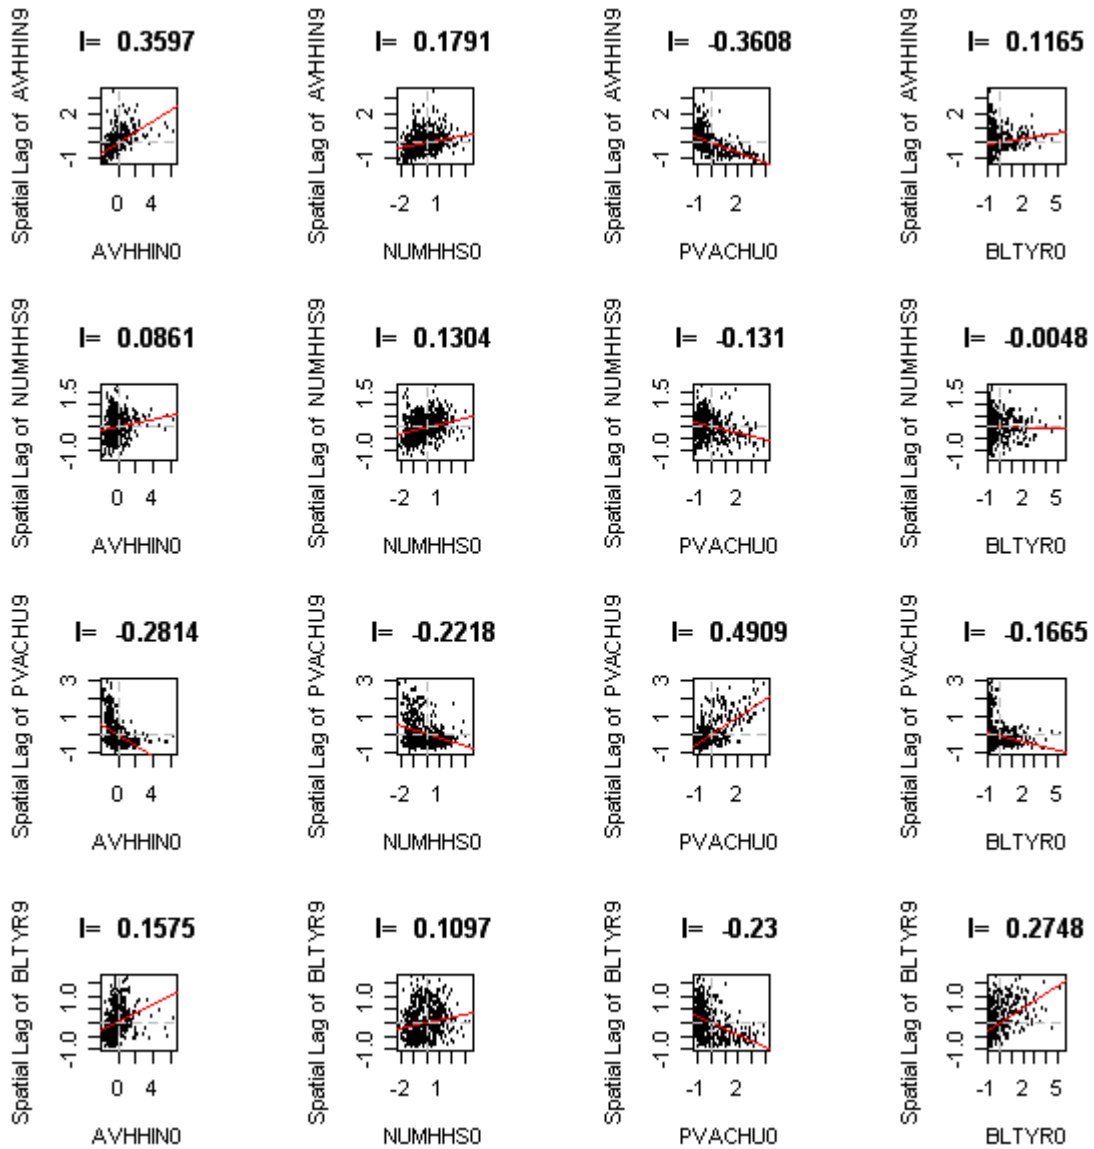 Spatial Lag of AVHHIN9
I= 0.3597
2
-1
0 4
AVHHIN0
Spatial Lag of AVHHIN9
I= 0.1791
2
-1
-2 1
NUMHHS0
Spatial Lag of AVHHIN9
I= -0.3608
2
-1
-1 2
PVACHU0
Spatial Lag of AVHHIN9
I= 0.1165
2
-1
-1 2 5
BLTYR0
Spatial Lag of NUMHHS9
I= 0.0861
1.5
-1.0
0 4
AVHHIN0
Spatial Lag of NUMHHS9
I= 0.1304
1.5
-1.0
-2 1
NUMHHS0
Spatial Lag of NUMHHS9
I= -0.131
1.5
-1.0
-1 2
PVACHU0
Spatial Lag of NUMHHS9
I= -0.0048
1.5
-1.0
-1 2 5
BLTYR0
Spatial Lag of PVACHU9
I= -0.2814
3
1
-1
0 4
AVHHIN0
Spatial Lag of PVACHU9
I= -0.2218
3
1
-1
-2 1
NUMHHS0
Spatial Lag of PVACHU9
I= 0.4909
3
1
-1
-1 2
PVACHU0
Spatial Lag of PVACHU9
I= -0.1665
3
1
-1
-1 2 5
BLTYR0
Spatial Lag of BLTYR9
I= 0.1575
1.0
-1.0
0 4
AVHHIN0
Spatial Lag of BLTYR9
I= 0.1097
1.0
-1.0
-2 1
NUMHHS0
Spatial Lag of BLTYR9
I= -0.23
1.0
-1.0
-1 2
PVACHU0
Spatial Lag of BLTYR9
I= 0.2748
1.0
-1.0
-1 2 5
BLTYR0